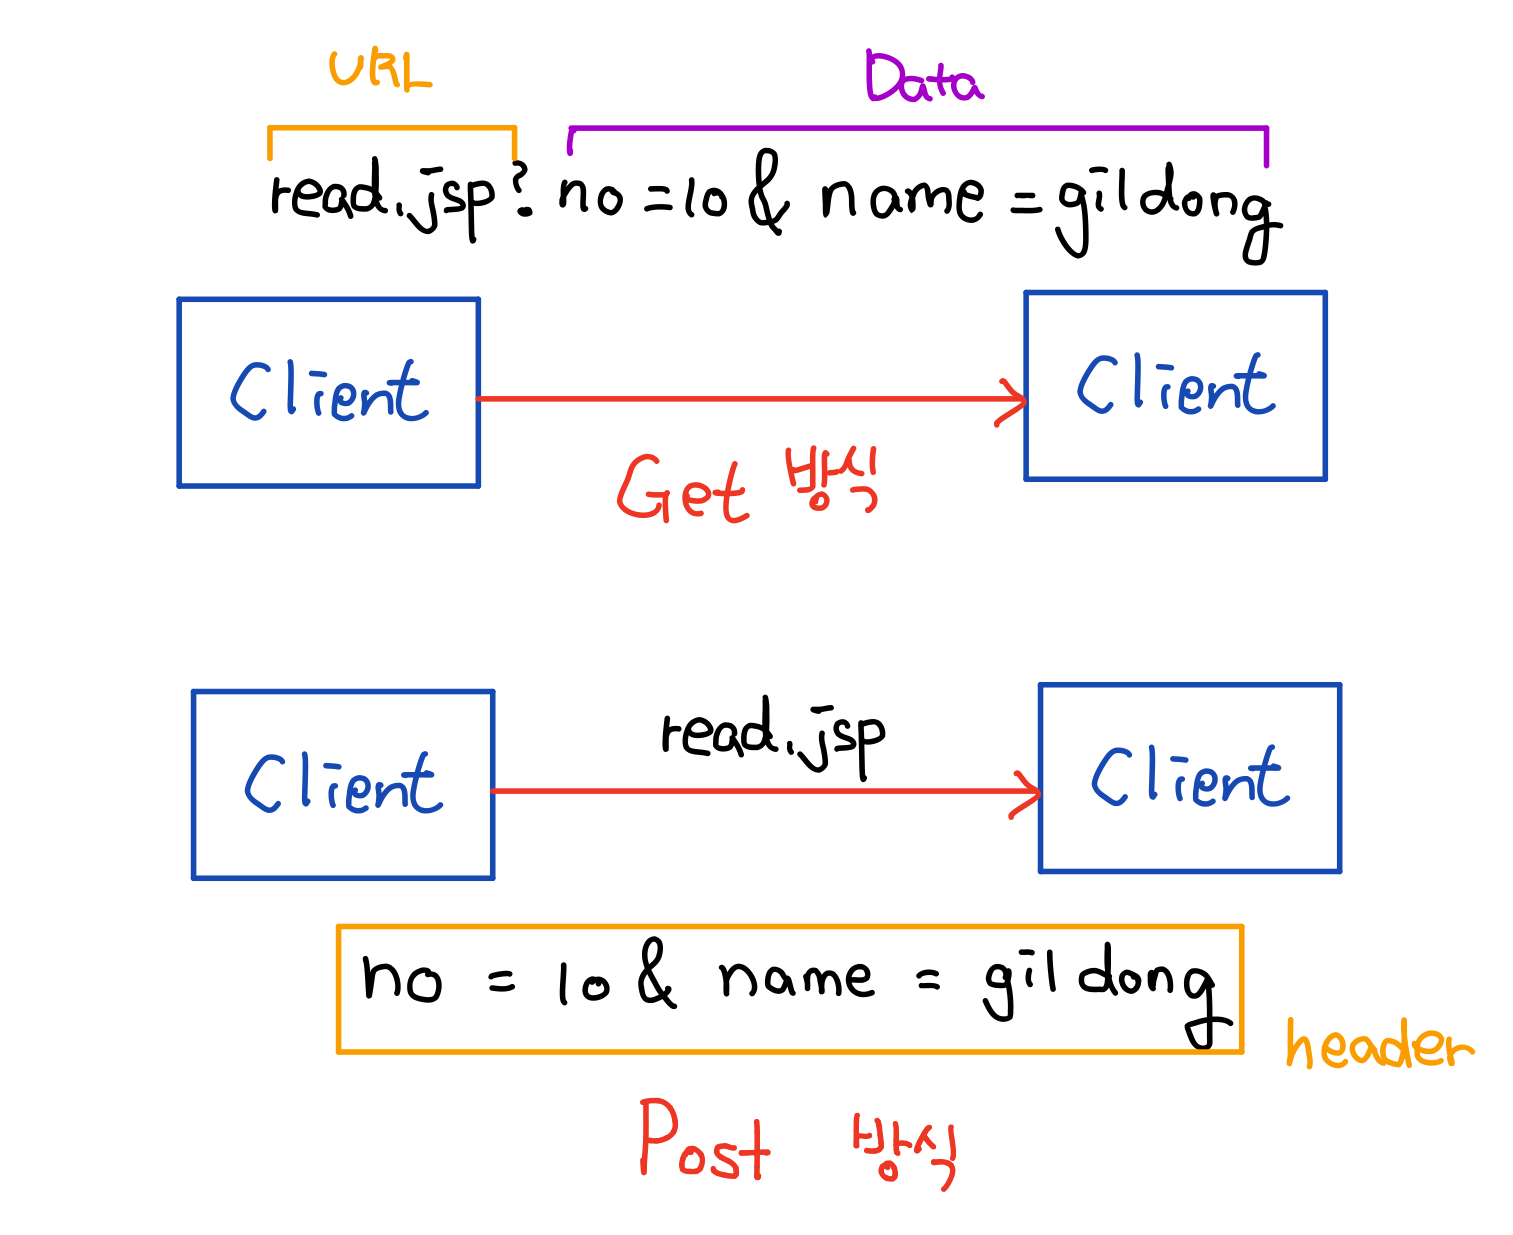 URL Data
read.jsp? no=10 & name=gildong
Client Client
Get 방식
Client read.jsp Client
no = 10 & name = gildong
header
Post 방식